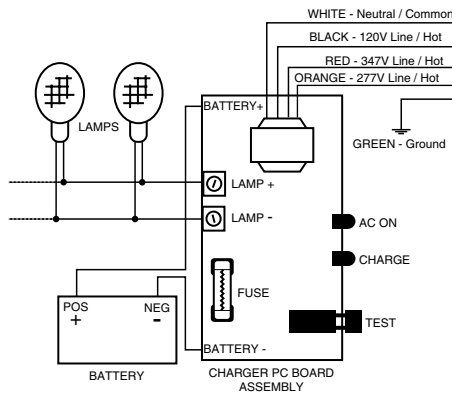 WHITE - Neutral / Common
BLACK - 120V Line / Hot
RED - 347V Line / Hot
ORANGE - 277V Line / Hot
BATTERY+
LAMPS
GREEN - Ground
LAMP +
LAMP -
AC ON
CHARGE
FUSE
POS
+
NEG
-
TEST
BATTERY -
BATTERY
CHARGER PC BOARD
ASSEMBLY